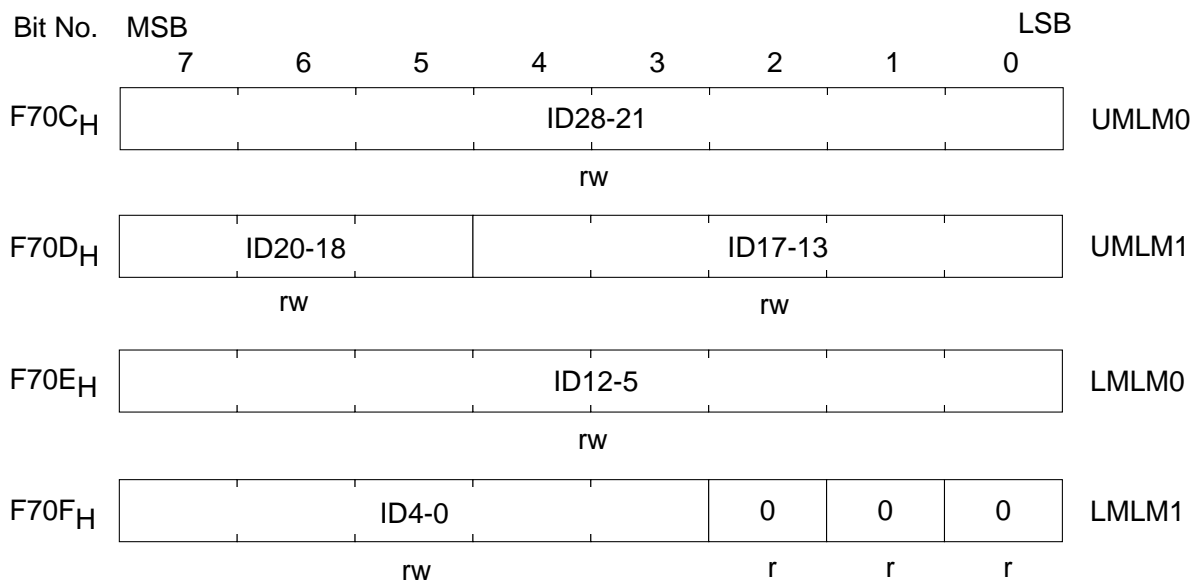 Bit No. MSB LSB
7 6 5 4 3 2 1 0
F70CH ID28-21 UMLM0
rw
F70DH ID20-18 ID17-13 UMLM1
rw rw
F70EH ID12-5 LMLM0
rw
F70FH ID4-0 0 0 0 LMLM1
rw r r r